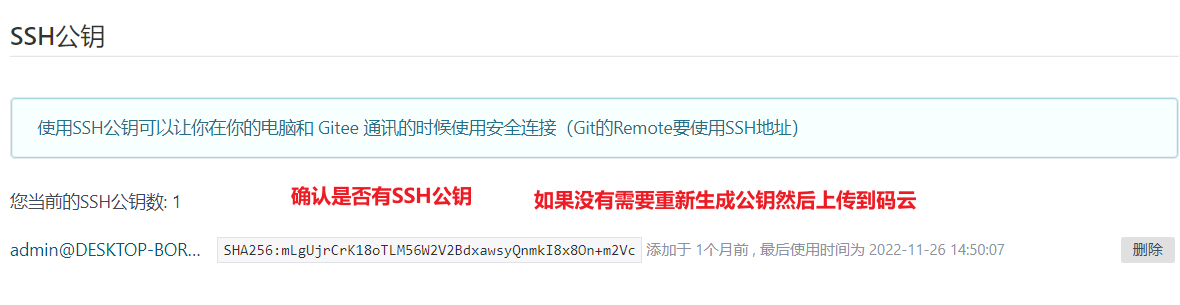 SSH公钥
使用SSH公钥可以让你在你的电脑和 Gitee 通讯的时候使用安全连接（Git的Remote要使用SSH地址）
您当前的SSH公钥数: 1
确认是否有SSH公钥
如果没有需要重新生成公钥然后上传到码云
admin@DESKTOP-BOR... SHA256:mLgUjrCrK18oTLM56W2V2BdxawsyQnmkI8x8On+m2Vc 添加于 1个月前 , 最后使用时间为 2022-11-26 14:50:07 删除